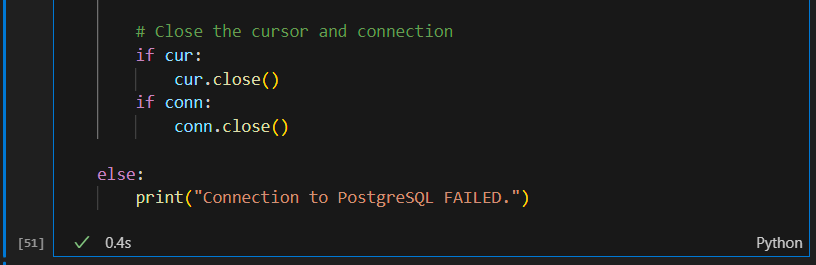 # Close the cursor and connection
if cur:
cur.close()
if conn:
conn.close()
else:
print("Connection to PostgreSQL FAILED.")
[51] ✓ 0.4s Python